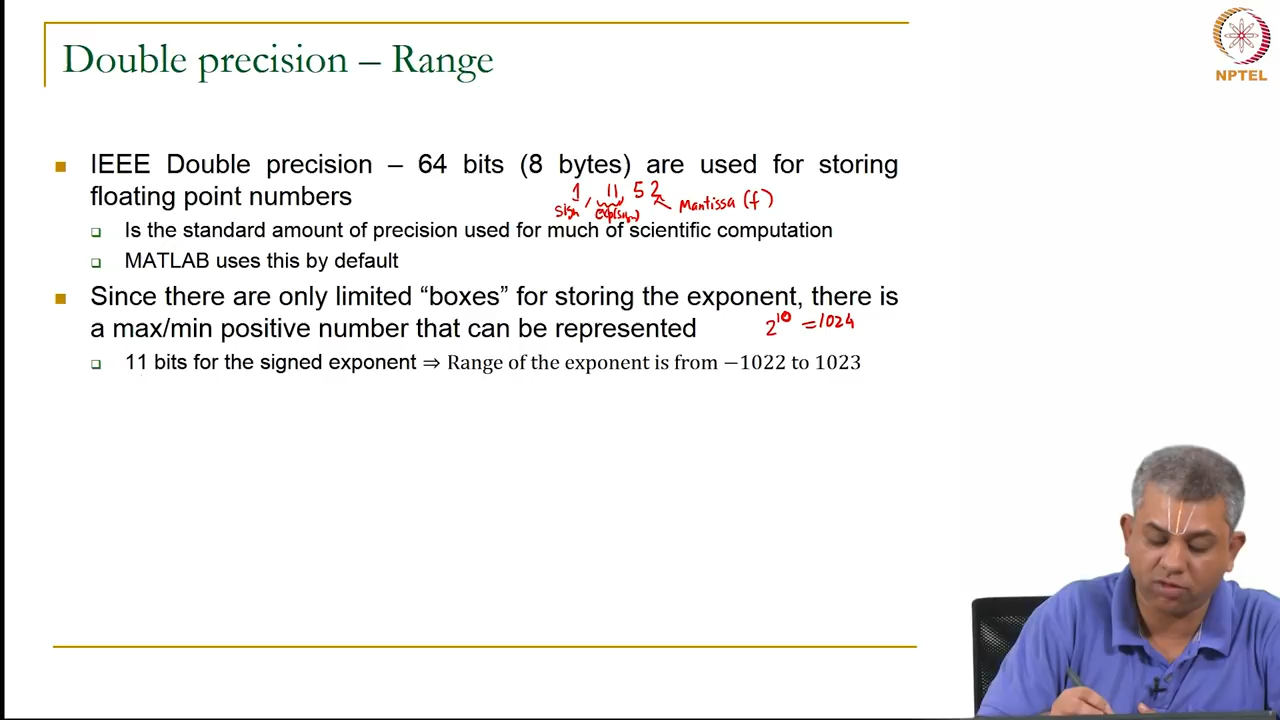 Double precision – Range
NPTEL
IEEE Double precision – 64 bits (8 bytes) are used for storing
floating point numbers
1, 11, 52
sign exp(sign) Mantissa (f)
Is the standard amount of precision used for much of scientific computation
MATLAB uses this by default
Since there are only limited “boxes” for storing the exponent, there is
a max/min positive number that can be represented
2^10 = 1024
11 bits for the signed exponent ⇒ Range of the exponent is from −1022 to 1023